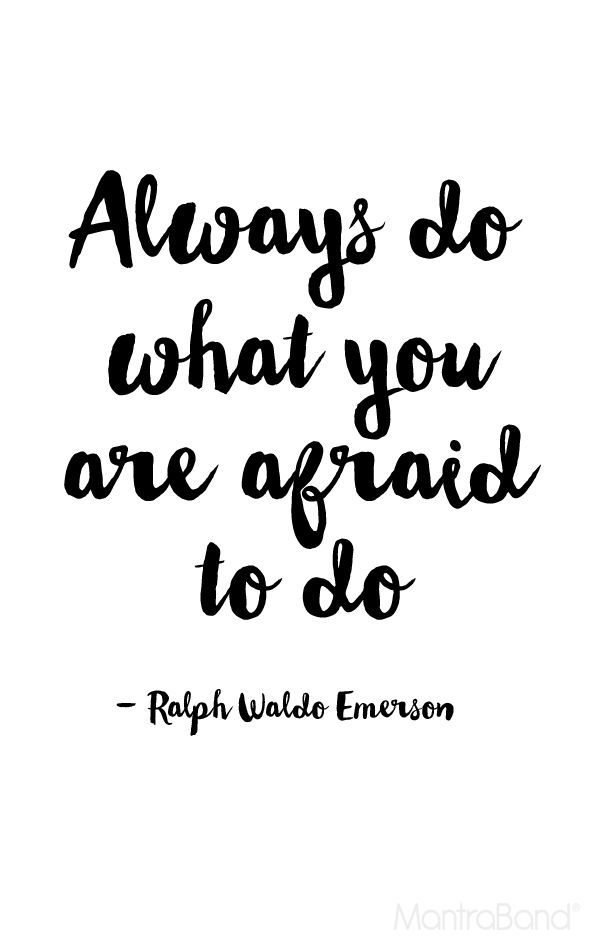 Always do
what you
are afraid
to do
- Ralph Waldo Emerson
MantraBand®